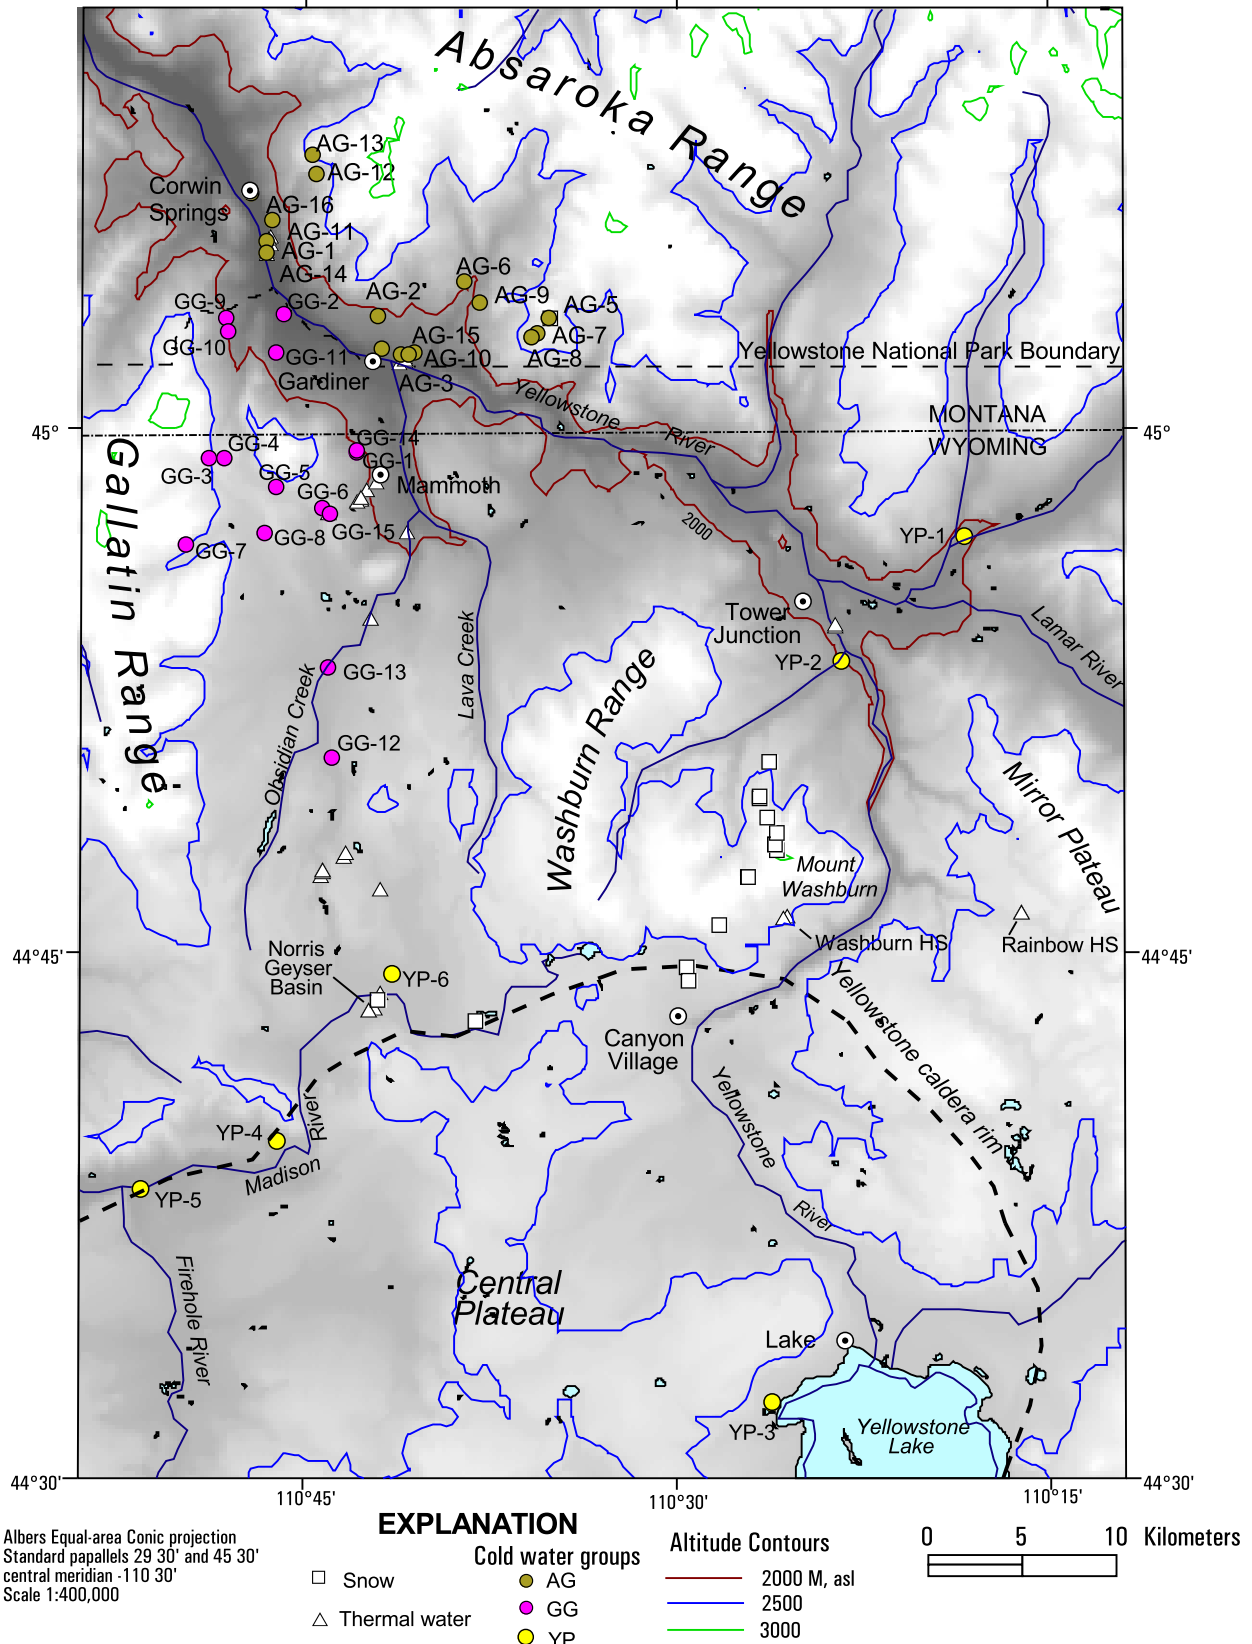 Absaroka Range
AG-13
AG-12
Corwin
Springs
AG-16
AG-11
AG-1
AG-14
AG-6
AG-2
AG-9
AG-5
GG-9
GG-2
AG-15
AG-7
GG-10
GG-11
AG-10
AG-8
Yellowstone National Park Boundary
Gardiner
AG-3
Yellowstone
River
MONTANA
45°
45°
WYOMING
GG-14
GG-4
GG-1
GG-3
GG-5
Mammoth
GG-6
2000
GG-15
GG-8
GG-7
YP-1
Gallatin Range
Tower
Junction
Lamar River
YP-2
Lava Creek
GG-13
Obsidian Creek
Washburn Range
GG-12
Mirror Plateau
Mount
Washburn
Washburn HS
Rainbow HS
44°45'
44°45'
Norris
Geyser
Basin
YP-6
Yellowstone caldera rim
Canyon
Village
Yellowstone
River
YP-4
River
Madison
YP-5
River
Firehole River
Central
Plateau
Lake
YP-3
Yellowstone
Lake
44°30'
44°30'
110°45'
110°30'
110°15'
EXPLANATION
Albers Equal-area Conic projection
Standard papallels 29 30' and 45 30'
central meridian -110 30'
Scale 1:400,000
Snow
Thermal water
Cold water groups
AG
GG
YP
Altitude Contours
2000 M, asl
2500
3000
0 5 10 Kilometers